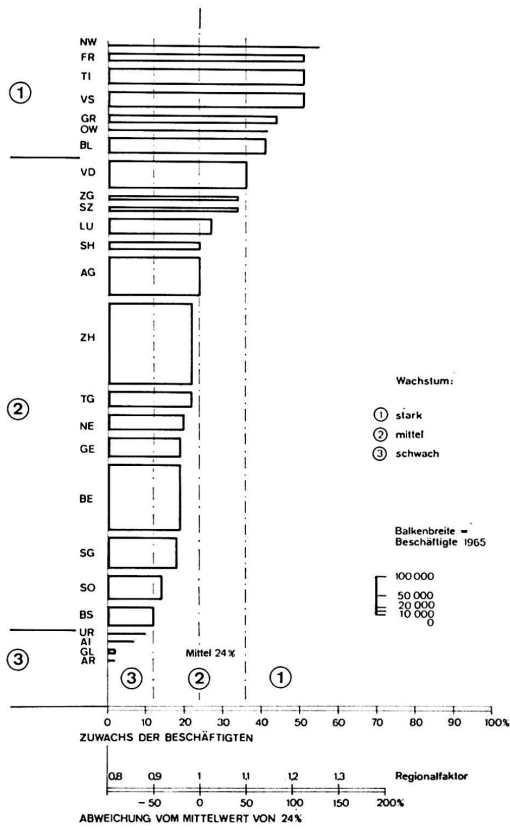 NW
FR
TI
① VS
GR
OW
BL
VD
ZG
SZ
LU
SH
AG
ZH
Wachstum:
① stark
② mittel
③ schwach
TG
②
NE
GE
BE
Balkenbreite =
Beschäftigte 1965
SG
100 000
50 000
20 000
10 000
0
SO
BS
UR
AI
③ GL
AR
Mittel 24%
③ ② ①
0 10 20 30 40 50 60 70 80 90 100%
ZUWACHS DER BESCHÄFTIGTEN
0,8 0,9 1 1,1 1,2 1,3 Regionalfaktor
-50 0 50 100 200%
ABWEICHUNG VOM MITTELWERT VON 24%